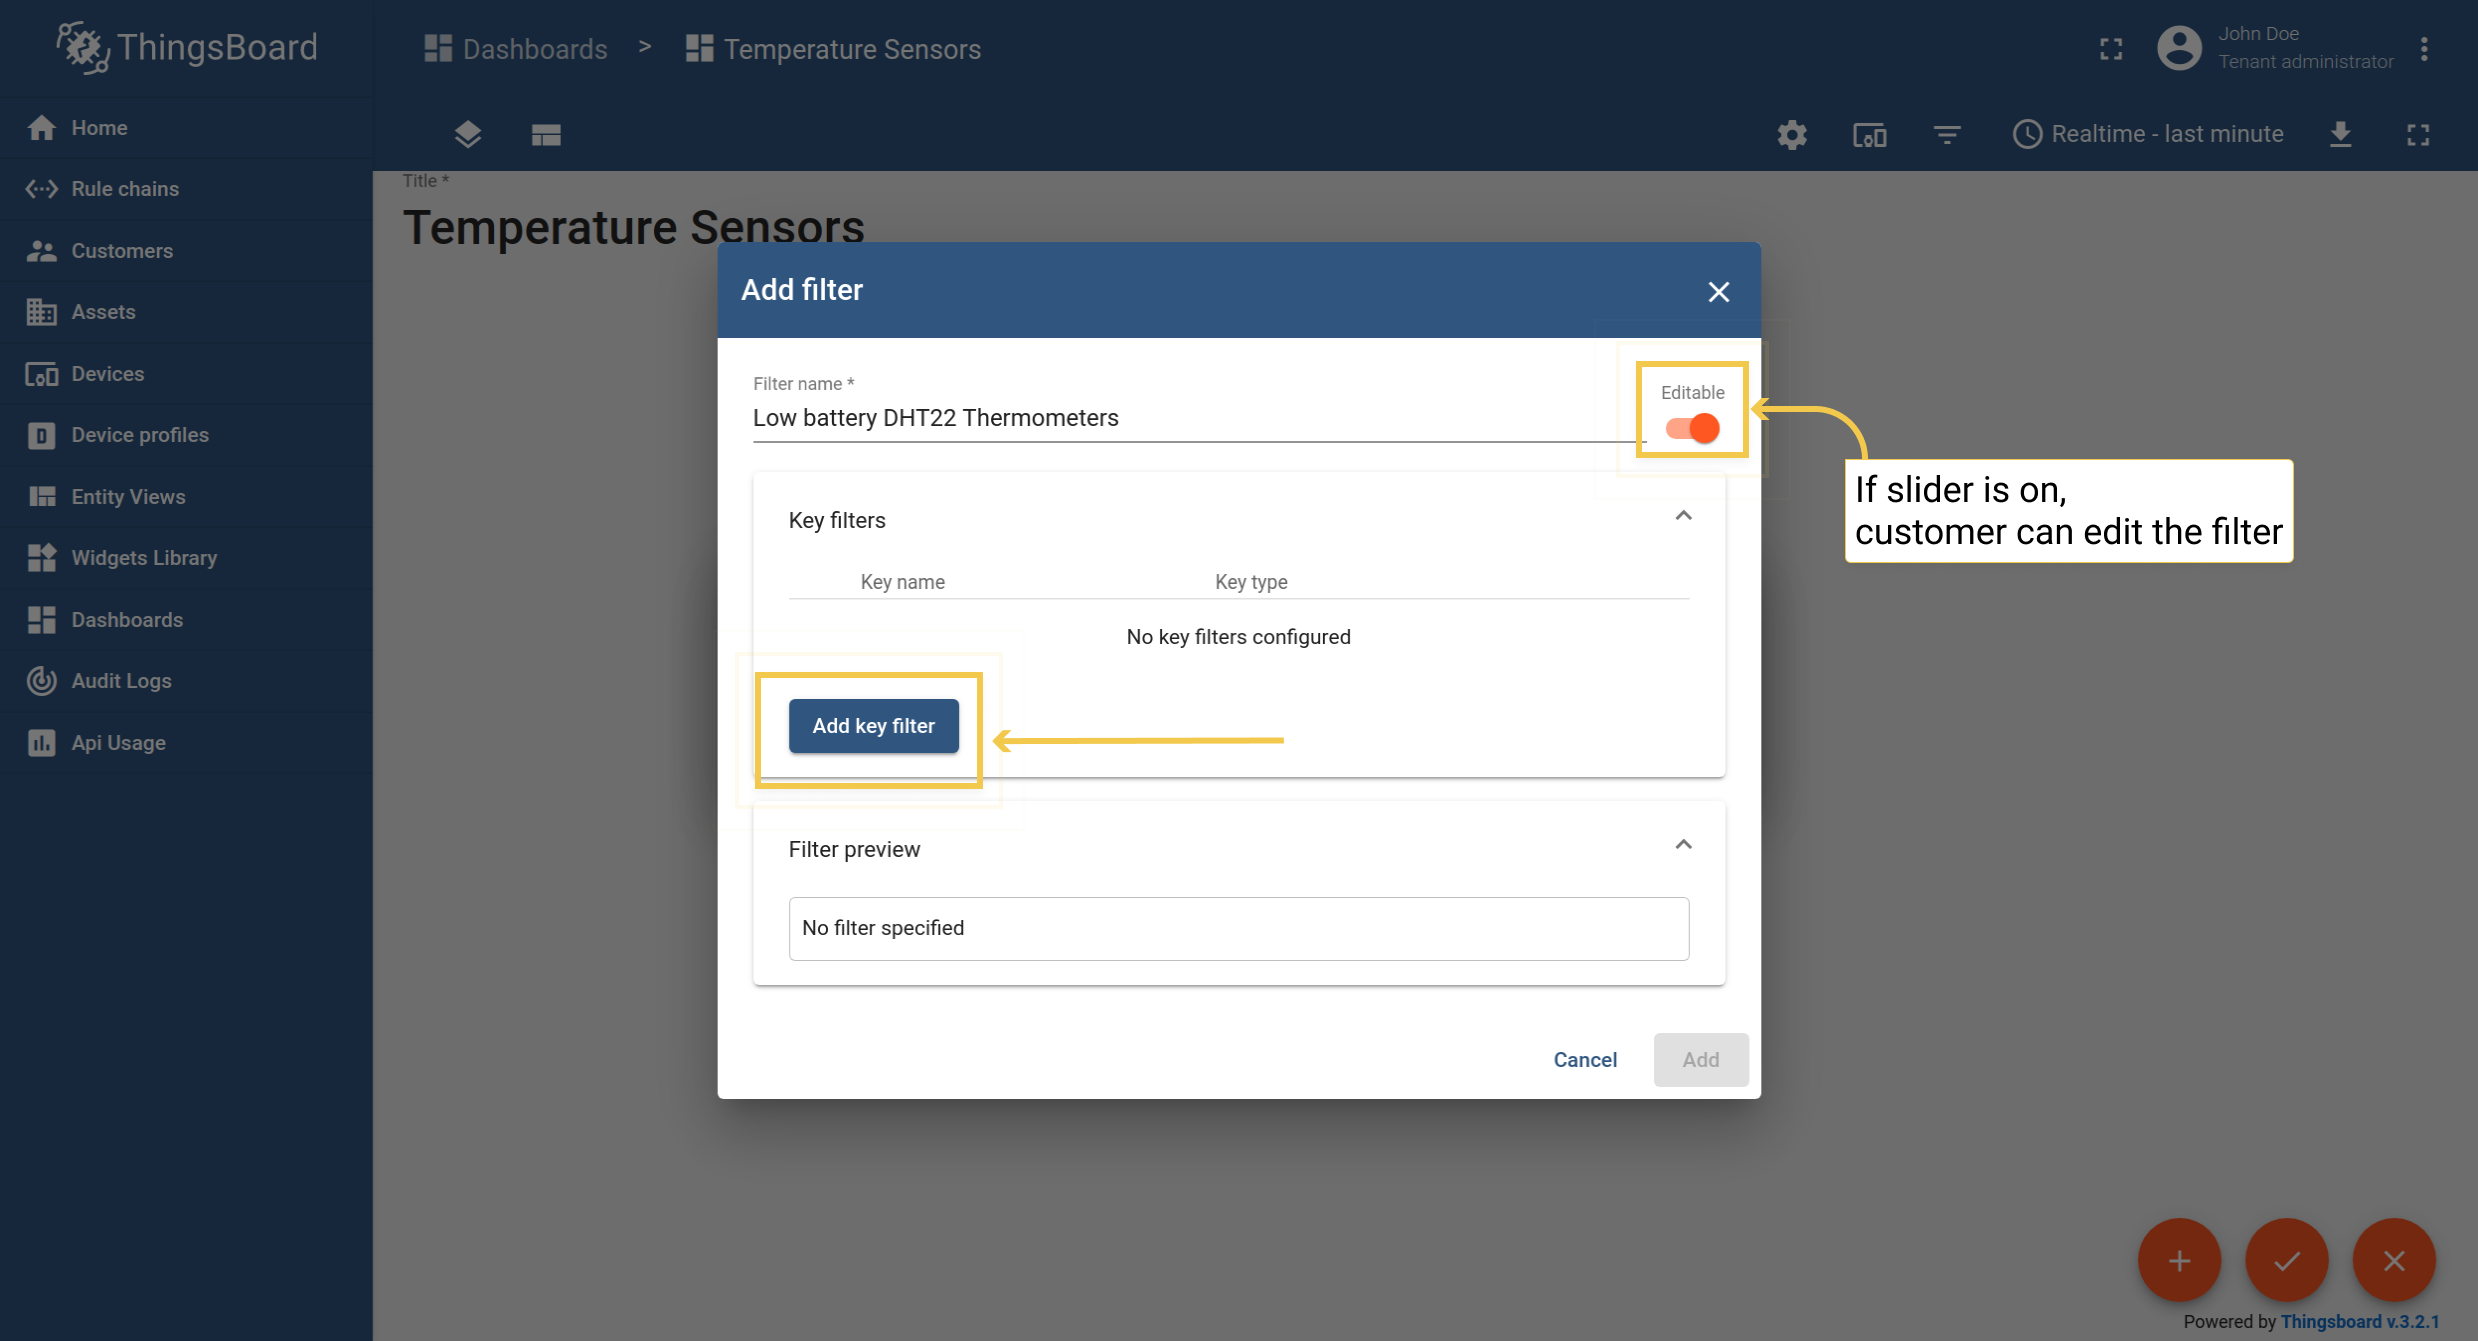 ThingsBoard
Dashboards > Temperature Sensors
John Doe
Tenant administrator
Home
Rule chains
Customers
Assets
Devices
Device profiles
Entity Views
Widgets Library
Dashboards
Audit Logs
Api Usage
Realtime - last minute
Title *
Temperature Sensors
Add filter
Filter name *
Low battery DHT22 Thermometers
Editable
If slider is on,
customer can edit the filter
Key filters
Key name Key type
No key filters configured
Add key filter
Filter preview
No filter specified
Cancel Add
Powered by Thingsboard v.3.2.1